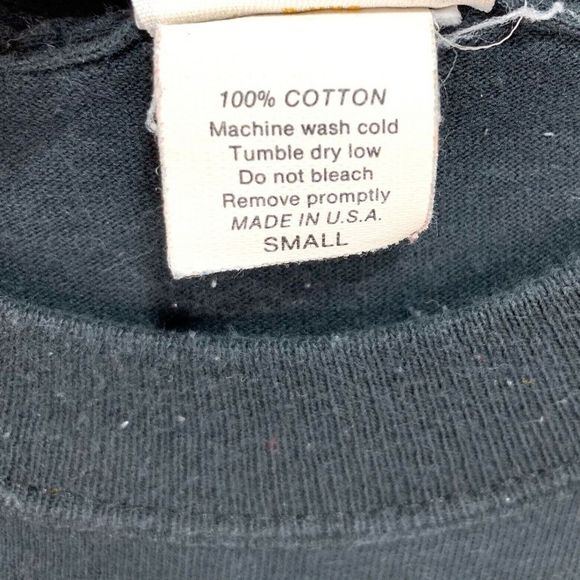 100% COTTON
Machine wash cold
Tumble dry low
Do not bleach
Remove promptly
MADE IN U.S.A.
SMALL